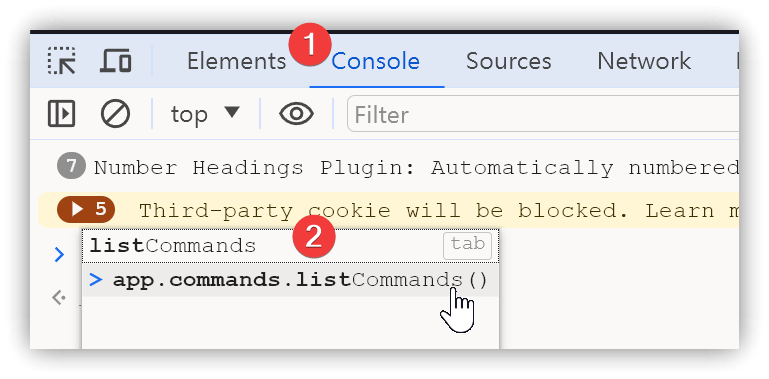 1
Elements Console Sources Network
top Filter
7 Number Headings Plugin: Automatically numbered
5 Third-party cookie will be blocked. Learn m
2
listCommands tab
> app.commands.listCommands()